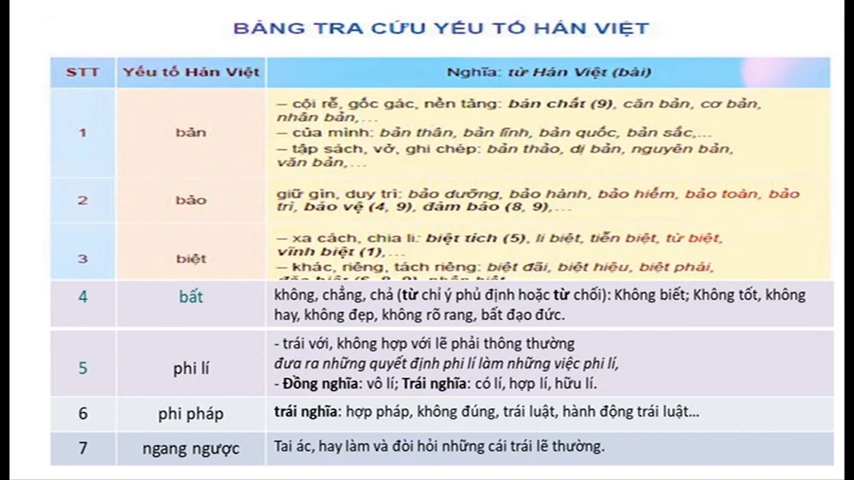 BẢNG TRA CỨU YẾU TỐ HÁN VIỆT
STT Yếu tố Hán Việt Nghĩa: từ Hán Việt (bài)
1 bản
– cội rễ, gốc gác, nền tảng: bản chất (9), căn bản, cơ bản,
nhân bản,…
– của mình: bản thân, bản lĩnh, bản quốc, bản sắc,...
– tập sách, vở, ghi chép: bản thảo, dị bản, nguyên bản,
văn bản,…
2 bảo
giữ gìn, duy trì: bảo dưỡng, bảo hành, bảo hiểm, bảo toàn, bảo
trì, bảo vệ (4, 9), đảm bảo (8, 9),…
3 biệt
– xa cách, chia li: biệt tích (5), li biệt, tiễn biệt, từ biệt,
vĩnh biệt (1),…
– khác, riêng, tách riêng: biệt đãi, biệt hiệu, biệt phái,
4 bất
không, chẳng, chả (từ chỉ ý phủ định hoặc từ chối): Không biết; Không tốt, không
hay, không đẹp, không rõ rang, bất đạo đức.
5 phi lí
- trái với, không hợp với lẽ phải thông thường
đưa ra những quyết định phi lí làm những việc phi lí,
- Đồng nghĩa: vô lí; Trái nghĩa: có lí, hợp lí, hữu lí.
6 phi pháp trái nghĩa: hợp pháp, không đúng, trái luật, hành động trái luật…
7 ngang ngược Tai ác, hay làm và đòi hỏi những cái trái lẽ thường.